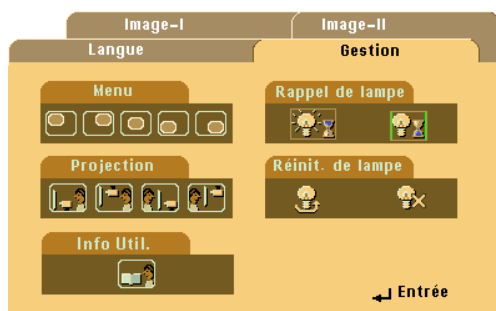 Image-I
Image-II
Langue
Gestion
Menu
Rappel de lampe
Projection
Réinit. de lampe
Info Util.
Entrée